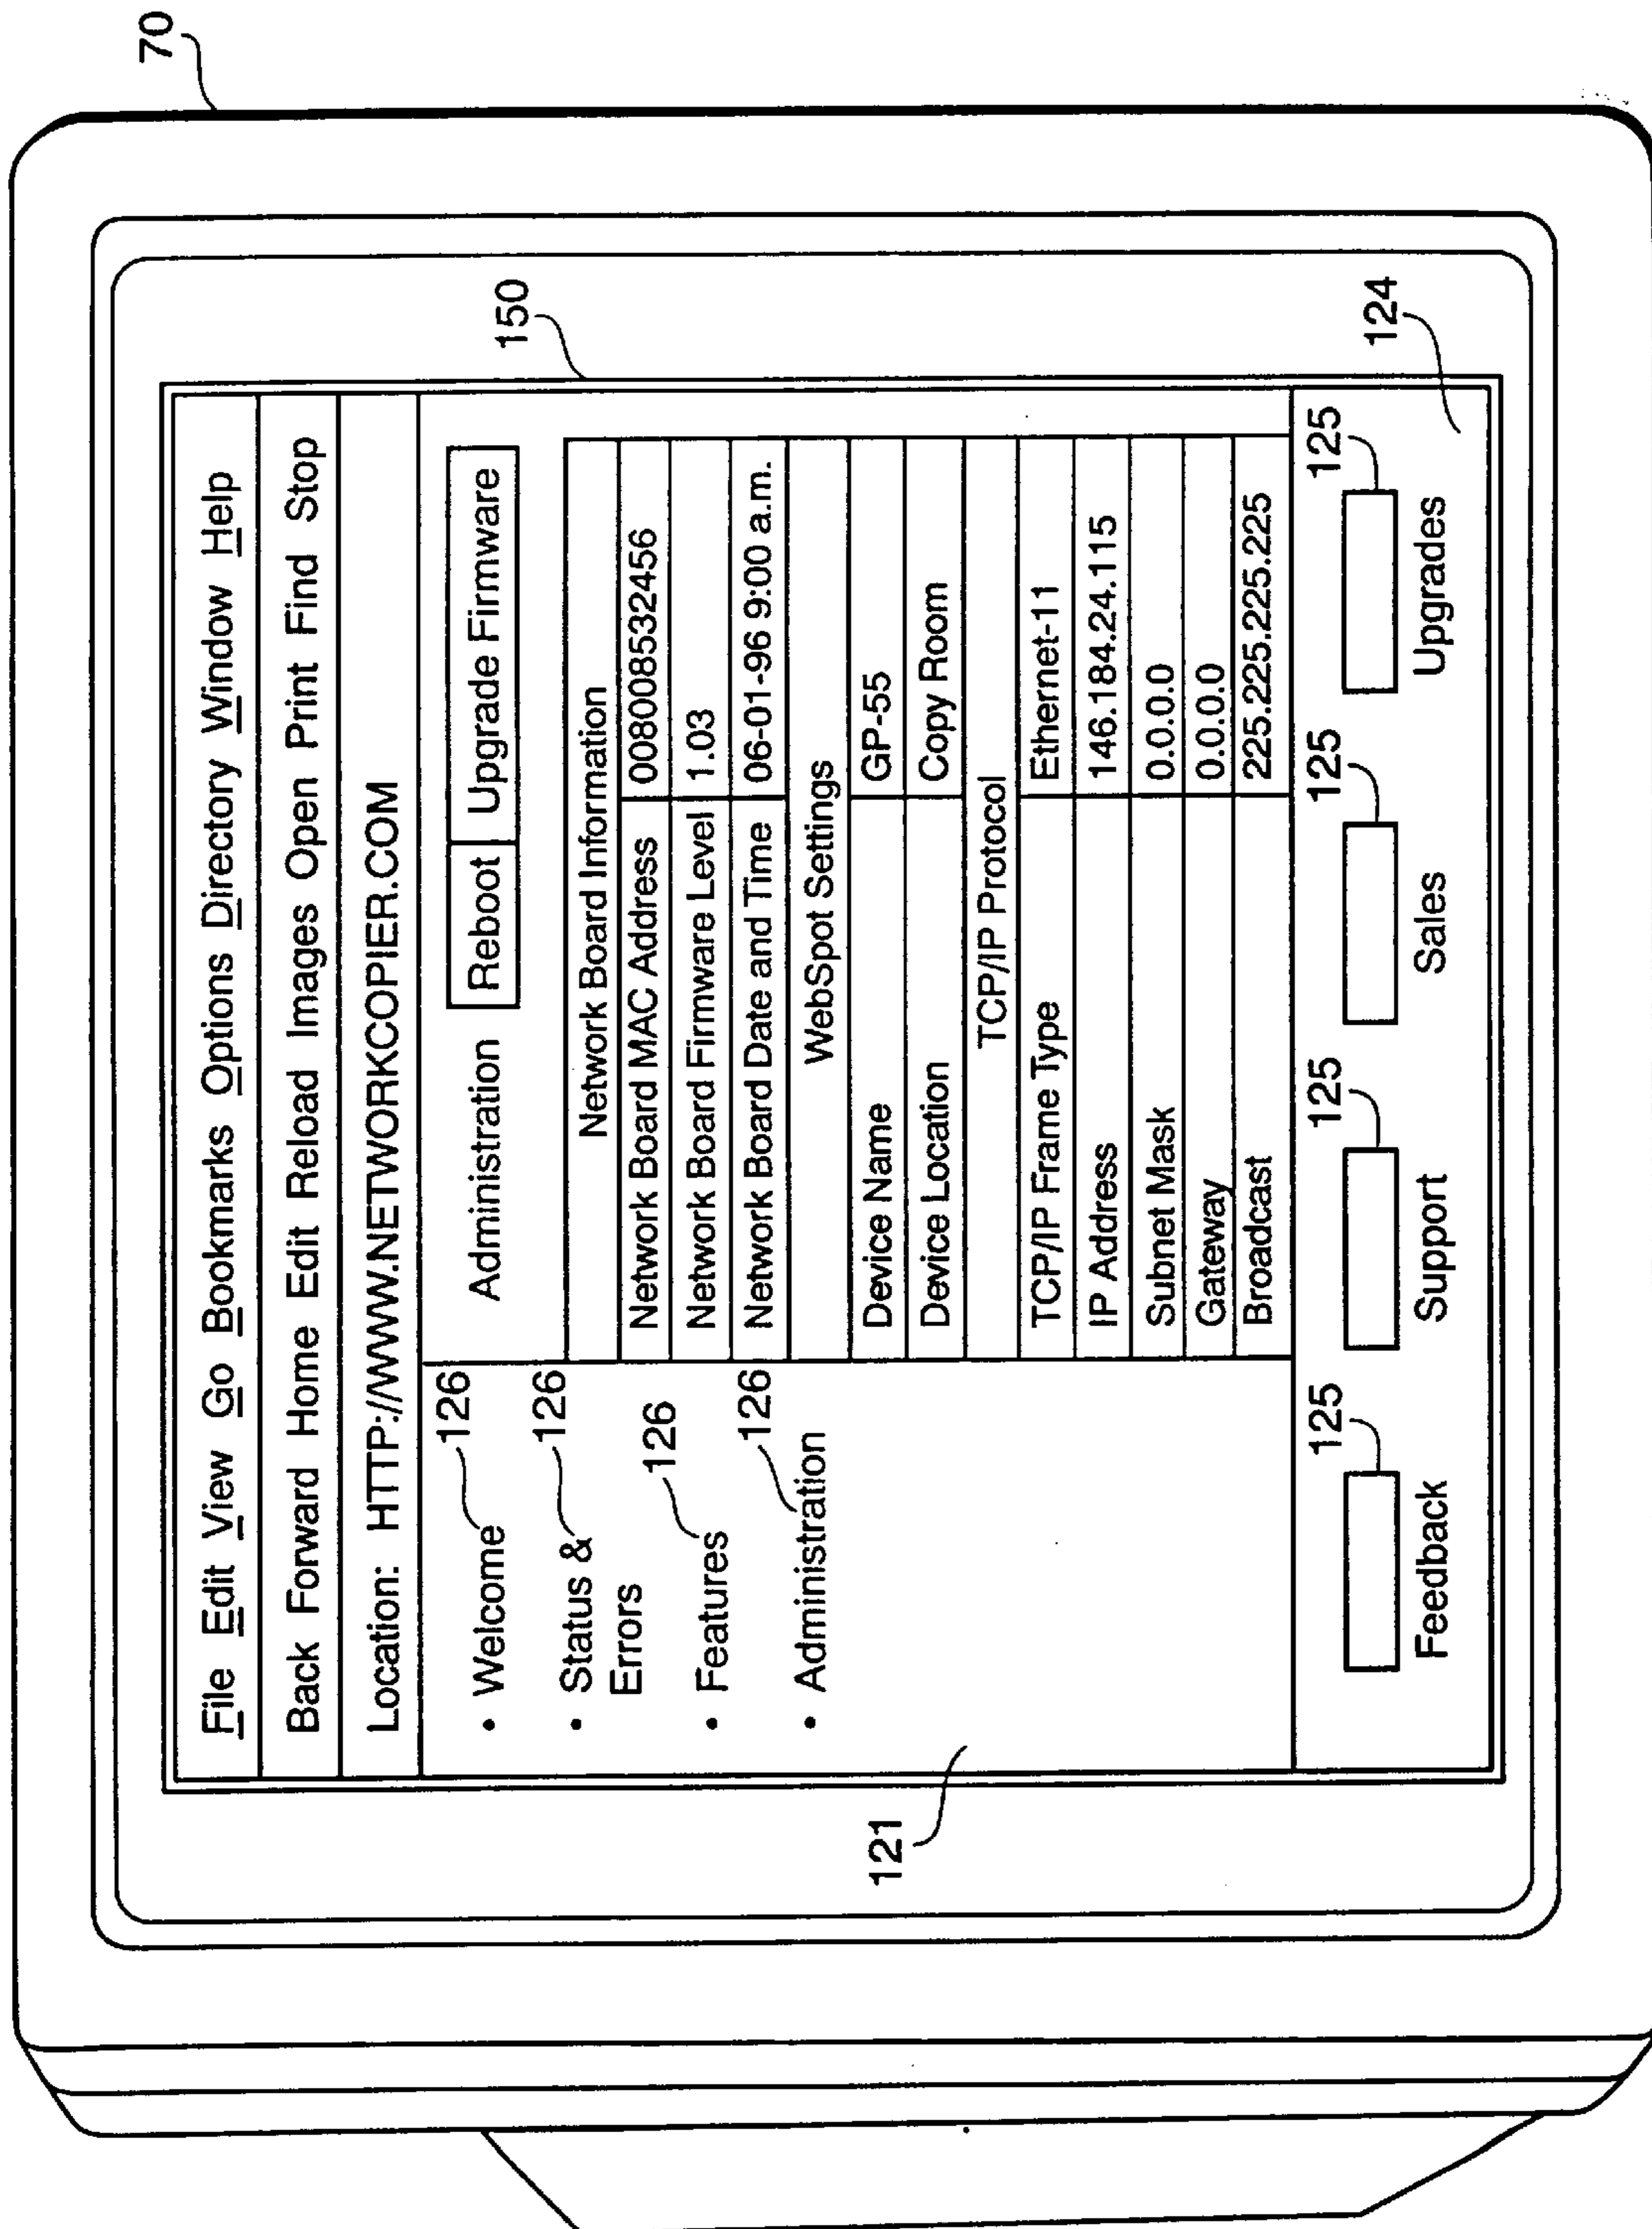 70
File Edit View Go Bookmarks Options Directory Window Help
Back Forward Home Edit Reload Images Open Print Find Stop
Location: HTTP://WWW.NETWORKCOPIER.COM
150
• Welcome 126
• Status & 126
Errors
• Features 126
• Administration 126
121
Administration Reboot Upgrade Firmware
Network Board Information
Network Board MAC Address 008008532456
Network Board Firmware Level 1.03
Network Board Date and Time 06-01-96 9:00 a.m.
WebSpot Settings
Device Name GP-55
Device Location Copy Room
TCP/IP Protocol
TCP/IP Frame Type Ethernet-11
IP Address 146.184.24.115
Subnet Mask 0.0.0.0
Gateway 0.0.0.0
Broadcast 225.225.225.225
125 125 125 125
124
Feedback Support Sales Upgrades